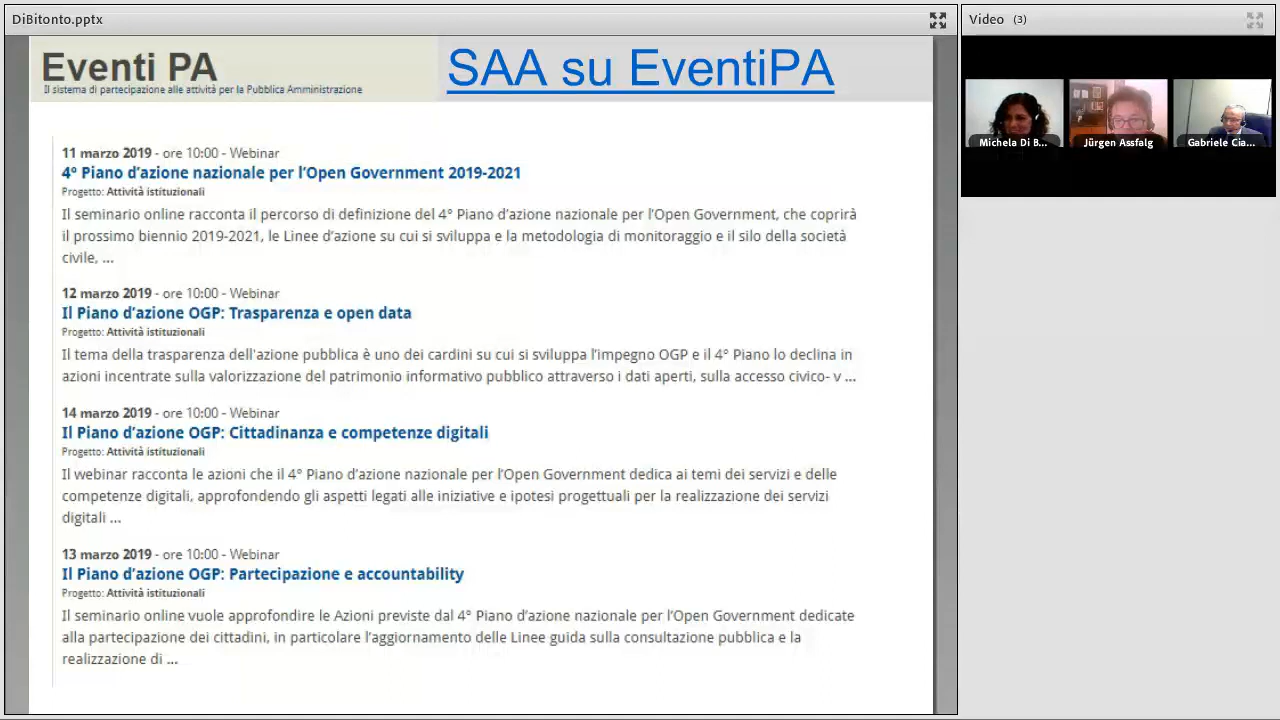 DiBitonto.pptx
Video (3)
Eventi PA
Il sistema di partecipazione alle attività per la Pubblica Amministrazione
SAA su EventiPA
Michela Di B...
Jürgen Assfalg
Gabriele Cia...
11 marzo 2019 - ore 10:00 - Webinar
4° Piano d'azione nazionale per l'Open Government 2019-2021
Progetto: Attività istituzionali
Il seminario online racconta il percorso di definizione del 4° Piano d'azione nazionale per l'Open Government, che coprirà
il prossimo biennio 2019-2021, le Linee d'azione su cui si sviluppa e la metodologia di monitoraggio e il silo della società
civile, ...
12 marzo 2019 - ore 10:00 - Webinar
Il Piano d'azione OGP: Trasparenza e open data
Progetto: Attività istituzionali
Il tema della trasparenza dell'azione pubblica è uno dei cardini su cui si sviluppa l'impegno OGP e il 4° Piano lo declina in
azioni incentrate sulla valorizzazione del patrimonio informativo pubblico attraverso i dati aperti, sulla accesso civico- v ...
14 marzo 2019 - ore 10:00 - Webinar
Il Piano d'azione OGP: Cittadinanza e competenze digitali
Progetto: Attività istituzionali
Il webinar racconta le azioni che il 4° Piano d'azione nazionale per l'Open Government dedica ai temi dei servizi e delle
competenze digitali, approfondendo gli aspetti legati alle iniziative e ipotesi progettuali per la realizzazione dei servizi
digitali ...
13 marzo 2019 - ore 10:00 - Webinar
Il Piano d'azione OGP: Partecipazione e accountability
Progetto: Attività istituzionali
Il seminario online vuole approfondire le Azioni previste dal 4° Piano d'azione nazionale per l'Open Government dedicate
alla partecipazione dei cittadini, in particolare l'aggiornamento delle Linee guida sulla consultazione pubblica e la
realizzazione di ...